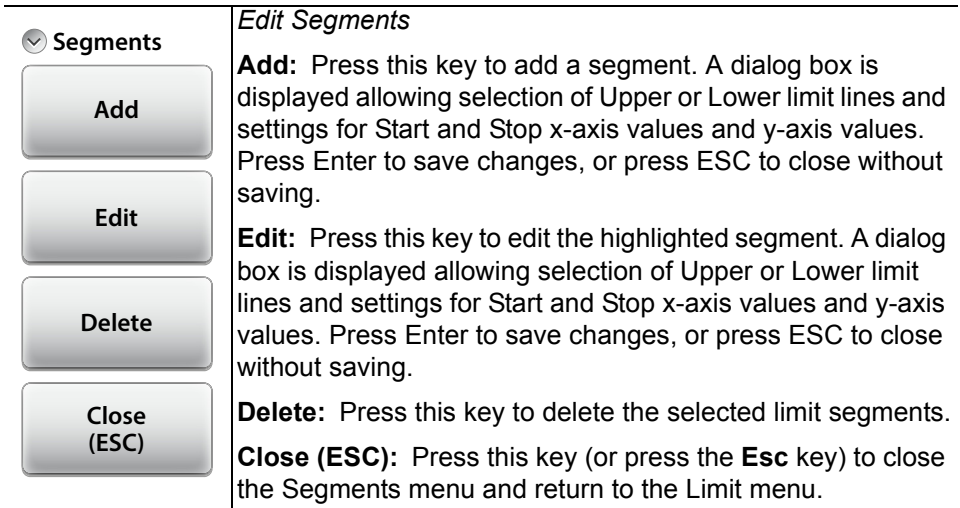 Segments
Add
Edit
Delete
Close
(ESC)
Edit Segments
Add: Press this key to add a segment. A dialog box is
displayed allowing selection of Upper or Lower limit lines and
settings for Start and Stop x-axis values and y-axis values.
Press Enter to save changes, or press ESC to close without
saving.
Edit: Press this key to edit the highlighted segment. A dialog
box is displayed allowing selection of Upper or Lower limit
lines and settings for Start and Stop x-axis values and y-axis
values. Press Enter to save changes, or press ESC to close
without saving.
Delete: Press this key to delete the selected limit segments.
Close (ESC): Press this key (or press the Esc key) to close
the Segments menu and return to the Limit menu.